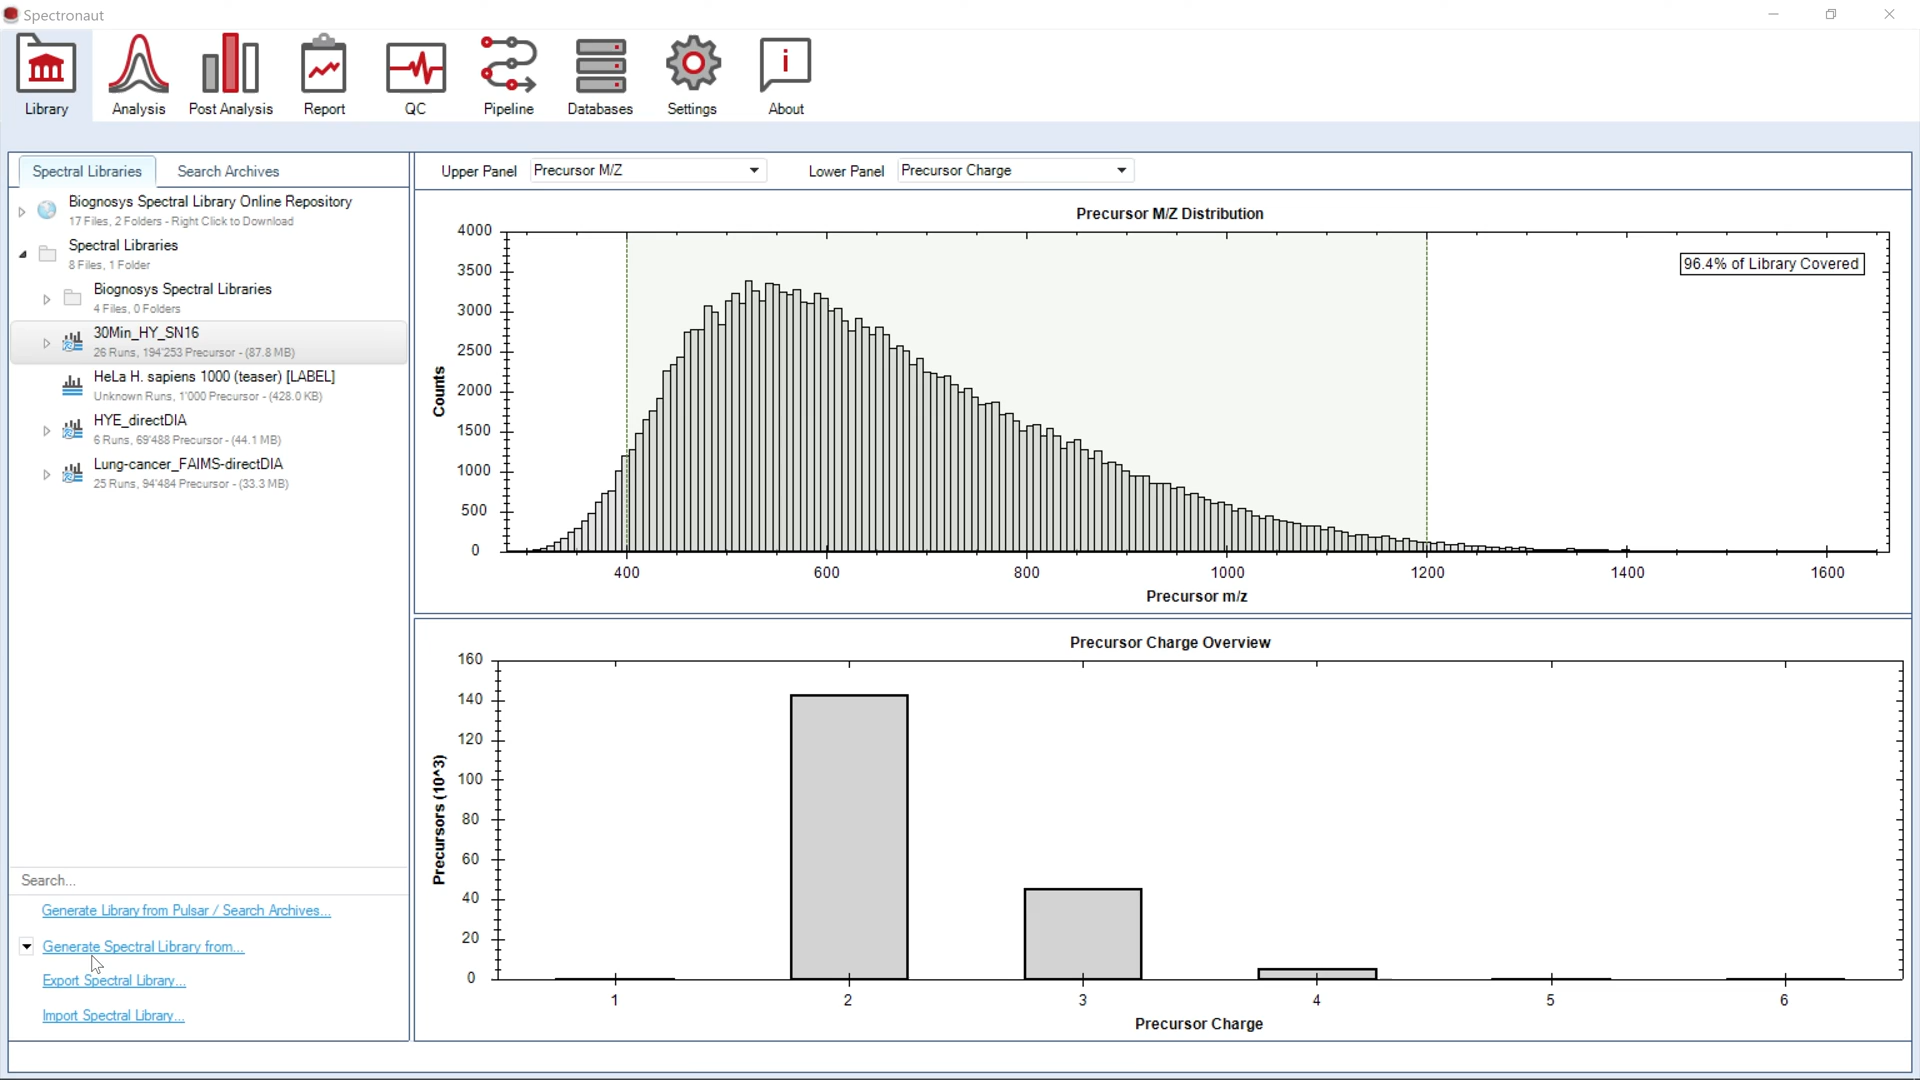 Spectronaut
Library
Analysis
Post Analysis
Report
QC
Pipeline
Databases
Settings
About
Spectral Libraries
Search Archives
Biognosys Spectral Library Online Repository
17 Files, 2 Folders - Right Click to Download
Spectral Libraries
8 Files, 1 Folder
Biognosys Spectral Libraries
4 Files, 0 Folders
30Min_HY_SN16
26 Runs, 194'253 Precursor - (87.8 MB)
HeLa H. sapiens 1000 (teaser) [LABEL]
Unknown Runs, 1'000 Precursor - (428.0 KB)
HYE_directDIA
6 Runs, 69'488 Precursor - (44.1 MB)
Lung-cancer_FAIMS-directDIA
25 Runs, 94'484 Precursor - (33.3 MB)
Search...
Generate Library from Pulsar / Search Archives...
Generate Spectral Library from...
Export Spectral Library...
Import Spectral Library...
Upper Panel
Precursor M/Z
Lower Panel
Precursor Charge
Precursor M/Z Distribution
96.4% of Library Covered
Counts
4000
3500
3000
2500
2000
1500
1000
500
0
400
600
800
1000
1200
1400
1600
Precursor m/z
Precursor Charge Overview
Precursors (10^3)
160
140
120
100
80
60
40
20
0
1
2
3
4
5
6
Precursor Charge